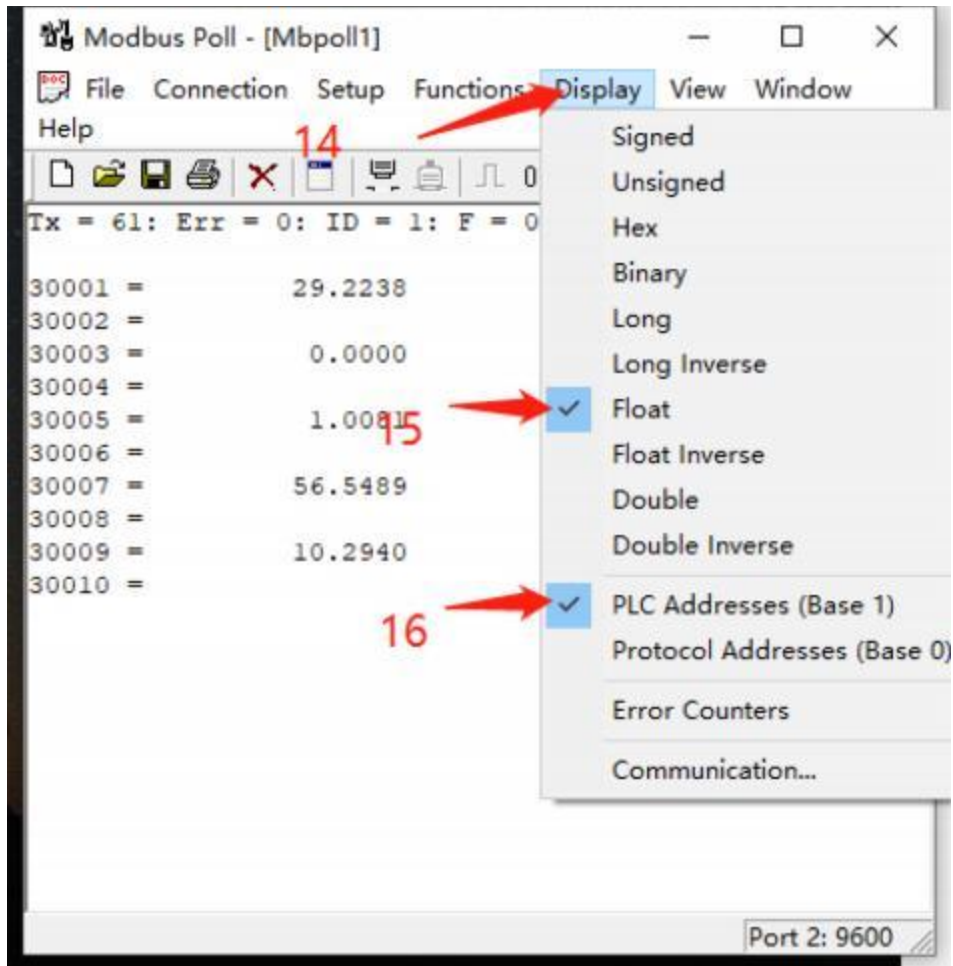 Modbus Poll - [Mbpoll1]
File Connection Setup Functions Display View Window
Help
14
Signed
Unsigned
Hex
Binary
Long
Long Inverse
Float
Float Inverse
Double
Double Inverse
PLC Addresses (Base 1)
Protocol Addresses (Base 0)
Error Counters
Communication...
0
Tx = 61: Err = 0: ID = 1: F = 0
30001 = 29.2238
30002 =
30003 = 0.0000
30004 =
30005 = 1.0081
15
30006 =
30007 = 56.5489
30008 =
30009 = 10.2940
30010 =
16
Port 2: 9600